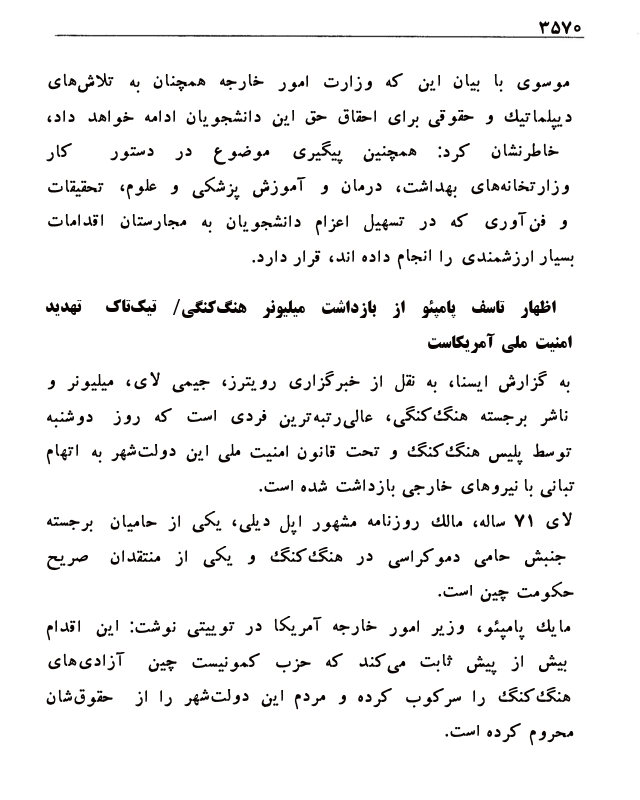 ۳۵۷۰
موسوی با بیان این که وزارت امور خارجه همچنان به تلاش‌های
دیپلماتیک و حقوقی برای احقاق حق این دانشجویان ادامه خواهد داد،
خاطرنشان کرد: همچنین پیگیری موضوع در دستور کار
وزارتخانه‌های بهداشت، درمان و آموزش پزشکی و علوم، تحقیقات
و فن‌آوری که در تسهیل اعزام دانشجویان به مجارستان اقدامات
بسیار ارزشمندی را انجام داده اند، قرار دارد.
اظهار تاسف پامپئو از بازداشت میلیونر هنگ‌کنگی/ تیک‌تاک تهدید
امنیت ملی آمریکاست
به گزارش ایسنا، به نقل از خبرگزاری رویترز، جیمی لای، میلیونر و
ناشر برجسته هنگ‌کنگی، عالی‌رتبه‌ترین فردی است که روز دوشنبه
توسط پلیس هنگ‌کنگ و تحت قانون امنیت ملی این دولت‌شهر به اتهام
تبانی با نیروهای خارجی بازداشت شده است.
لای ۷۱ ساله، مالک روزنامه مشهور اپل دیلی، یکی از حامیان برجسته
جنبش حامی دموکراسی در هنگ‌کنگ و یکی از منتقدان صریح
حکومت چین است.
مایک پامپئو، وزیر امور خارجه آمریکا در توییتی نوشت: این اقدام
بیش از پیش ثابت می‌کند که حزب کمونیست چین آزادی‌های
هنگ‌کنگ را سرکوب کرده و مردم این دولت‌شهر را از حقوق‌شان
محروم کرده است.